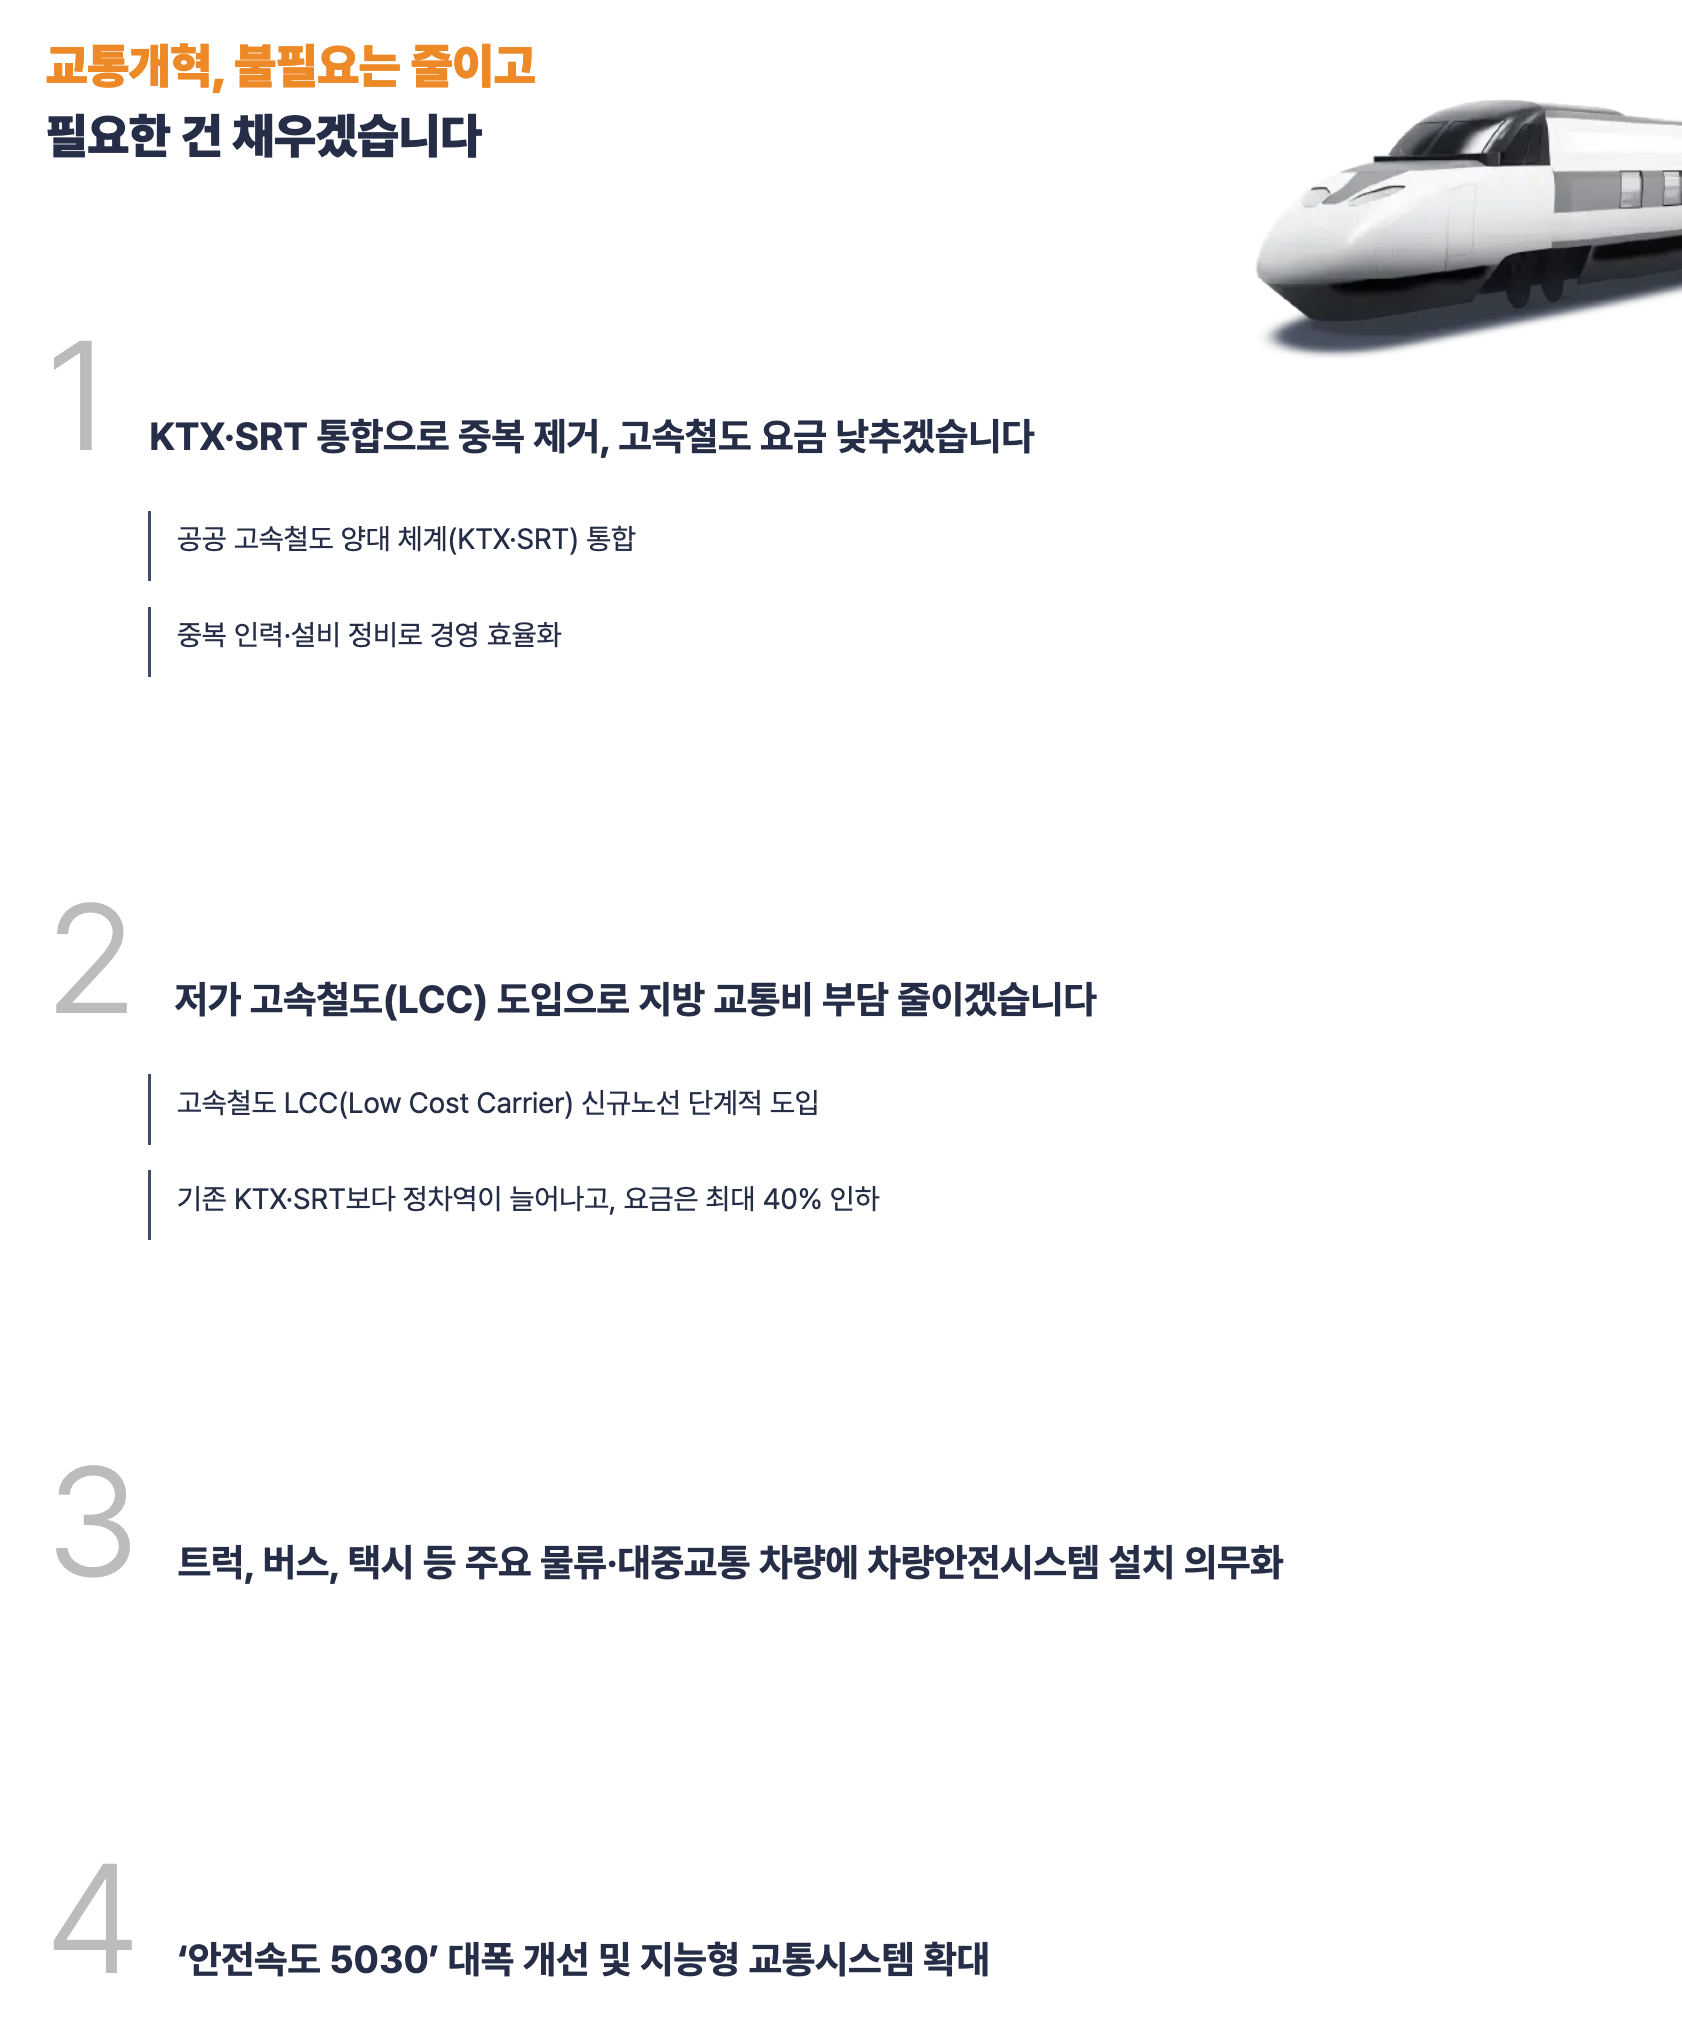 교통개혁, 불필요는 줄이고
필요한 건 채우겠습니다
1
KTX·SRT 통합으로 중복 제거, 고속철도 요금 낮추겠습니다
공공 고속철도 양대 체계(KTX·SRT) 통합
중복 인력·설비 정비로 경영 효율화
2
저가 고속철도(LCC) 도입으로 지방 교통비 부담 줄이겠습니다
고속철도 LCC(Low Cost Carrier) 신규노선 단계적 도입
기존 KTX·SRT보다 정차역이 늘어나고, 요금은 최대 40% 인하
3
트럭, 버스, 택시 등 주요 물류·대중교통 차량에 차량안전시스템 설치 의무화
4
‘안전속도 5030’ 대폭 개선 및 지능형 교통시스템 확대